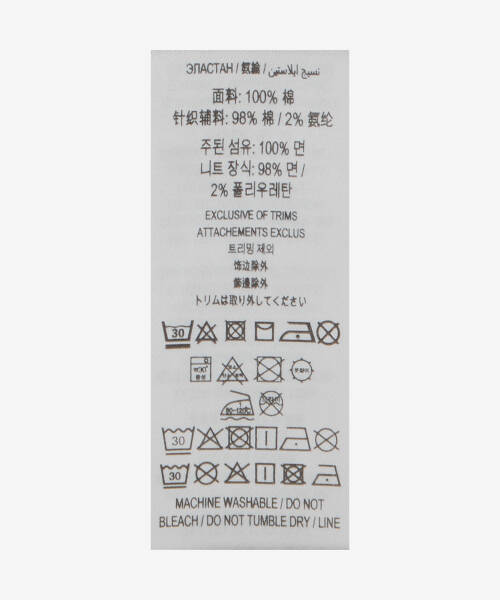 ЭПАСТАН / 氨綸 / نسيج ايلاستين
面料: 100% 棉
针织辅料: 98% 棉 / 2% 氨纶
주된 섬유: 100% 면
니트 장식: 98% 면 /
2% 폴리우레탄
EXCLUSIVE OF TRIMS
ATTACHEMENTS EXCLUS
트리밍 제외
饰边除外
飾邊除外
トリムは取り外してください
30
80-120℃
30
30
MACHINE WASHABLE / DO NOT
BLEACH / DO NOT TUMBLE DRY / LINE